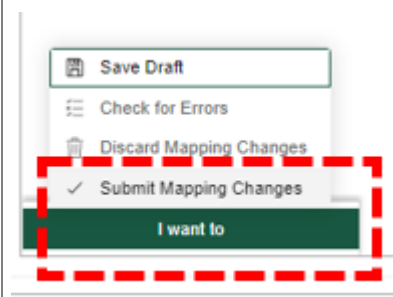 Save Draft
Check for Errors
Discard Mapping Changes
Submit Mapping Changes
I want to